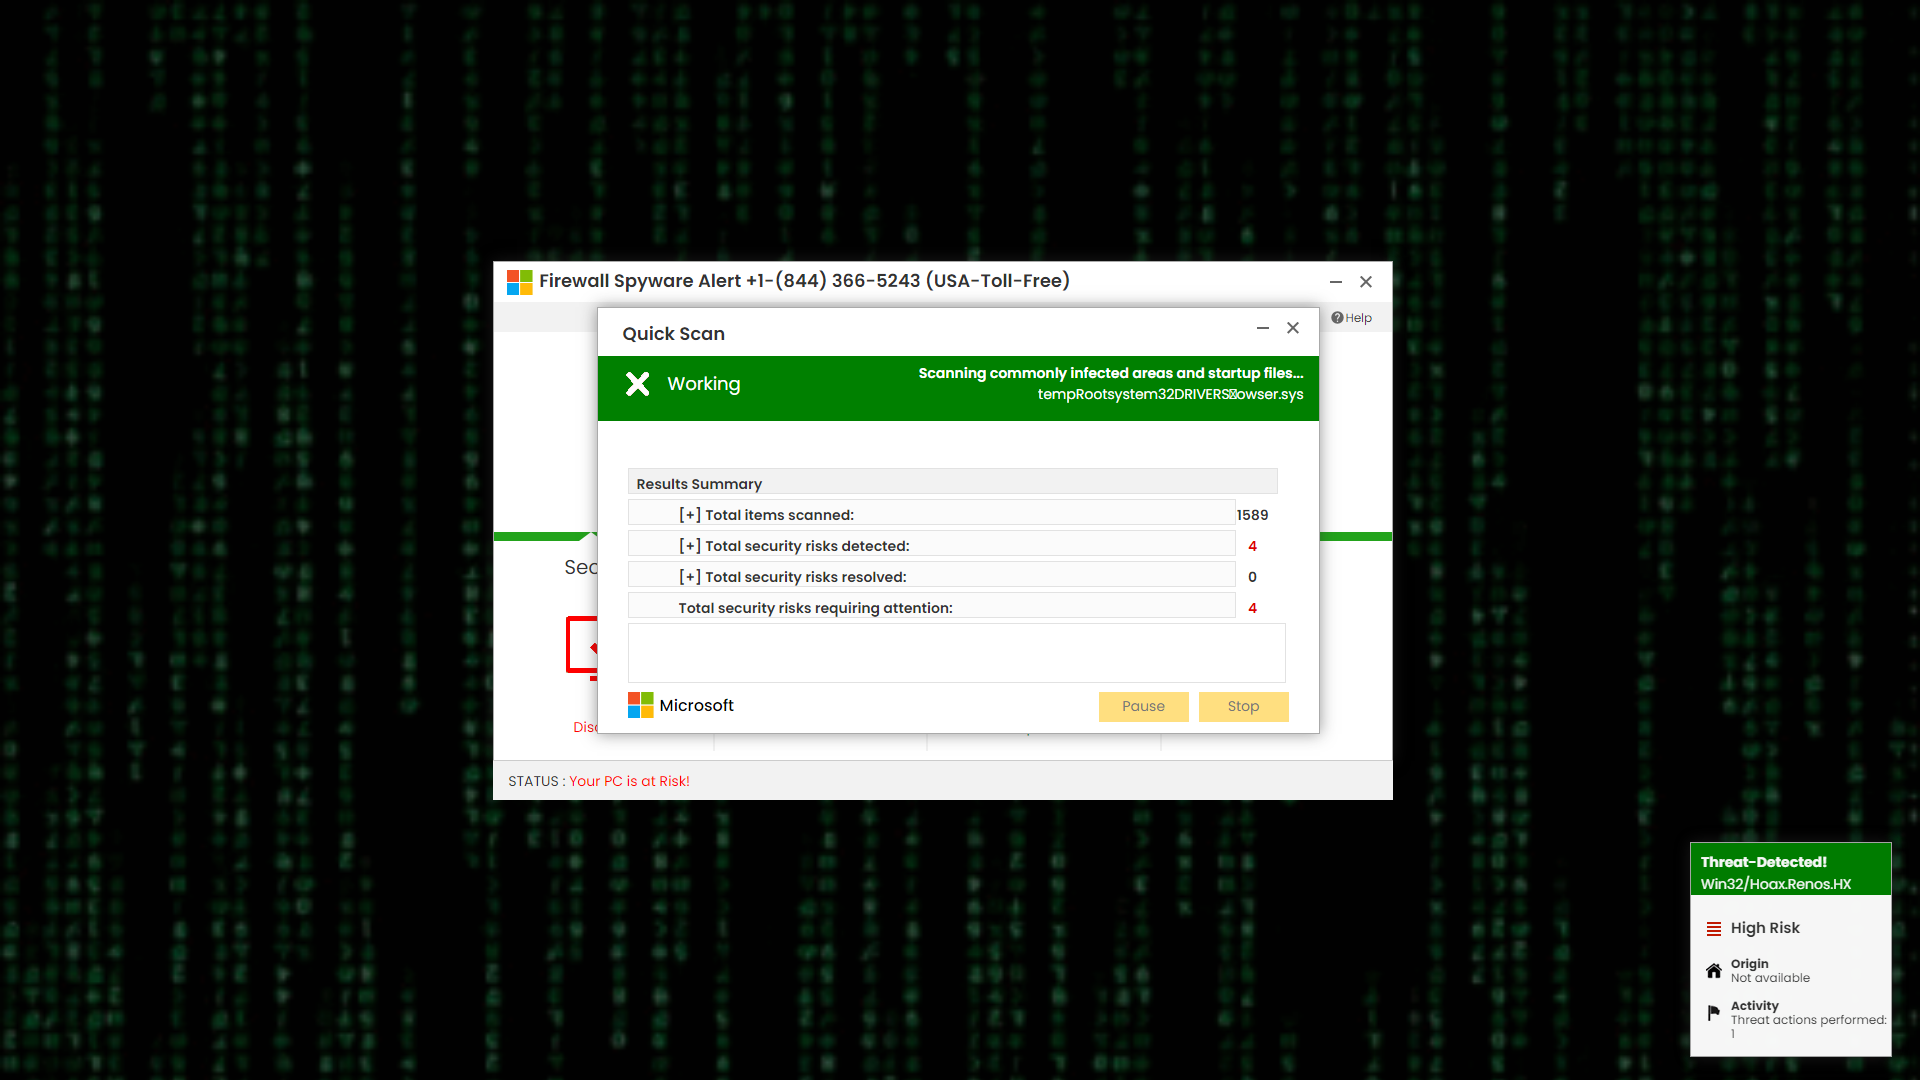 Firewall Spyware Alert +1-(844) 366-5243 (USA-Toll-Free)
Help
Quick Scan
Working
Scanning commonly infected areas and startup files...
tempRootsystem32DRIVERS owser.sys
Results Summary
[+] Total items scanned: 1589
[+] Total security risks detected: 4
[+] Total security risks resolved: 0
Total security risks requiring attention: 4
Sec
Disc
Microsoft
Pause
Stop
STATUS : Your PC is at Risk!
Threat-Detected!
Win32/Hoax.Renos.HX
High Risk
Origin
Not available
Activity
Threat actions performed:
1